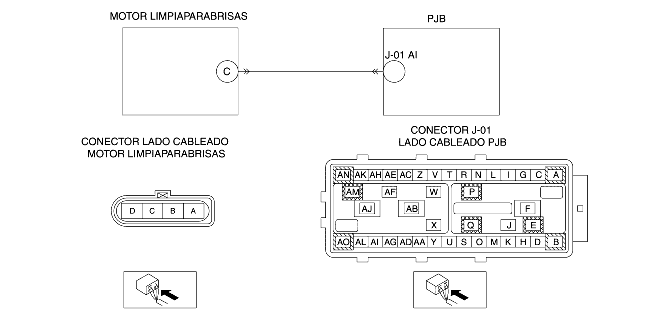 MOTOR LIMPIAPARABRISAS
PJB
C
J-01 AI
CONECTOR LADO CABLEADO
MOTOR LIMPIAPARABRISAS
CONECTOR J-01
LADO CABLEADO PJB
D C B A
AN AK AH AE AC Z V T R N L I G C A
AM AF W P
AJ AB F
X Q J E
AO AL AI AG AD AA Y U S O M K H D B